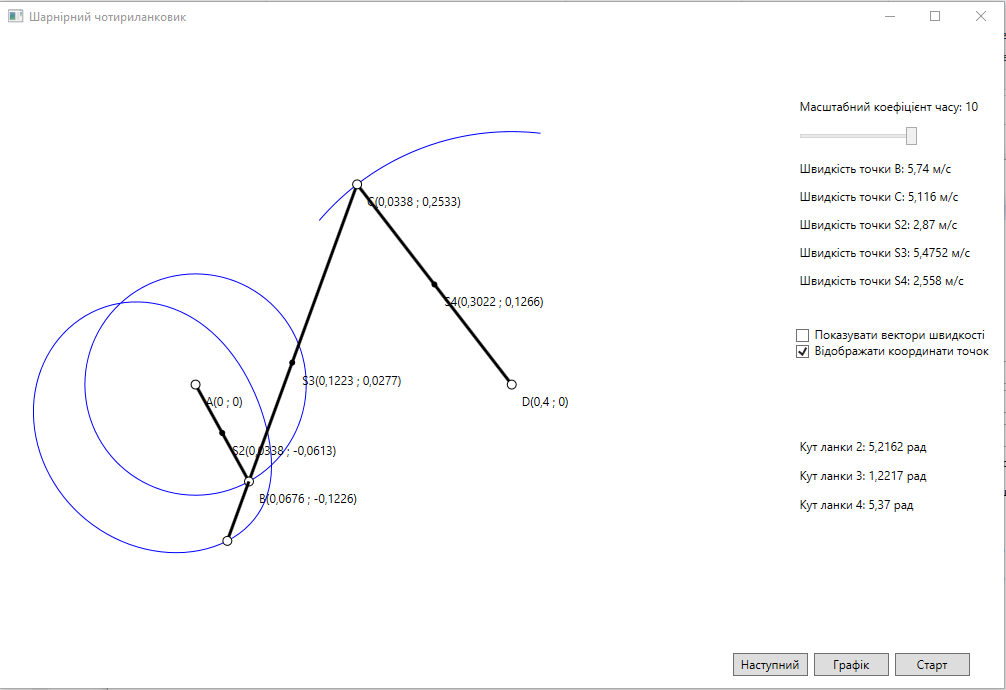 Шарнірний чотириланковик
Масштабний коефіцієнт часу: 10
Швидкість точки B: 5,74 м/с
Швидкість точки C: 5,116 м/с
Швидкість точки S2: 2,87 м/с
Швидкість точки S3: 5,4752 м/с
Швидкість точки S4: 2,558 м/с
Показувати вектори швидкості
Відображати координати точок
C(0,0338 ; 0,2533)
S4(0,3022 ; 0,1266)
S3(0,1223 ; 0,0277)
A(0 ; 0)
D(0,4 ; 0)
S2(0,0338 ; -0,0613)
B(0,0676 ; -0,1226)
Кут ланки 2: 5,2162 рад
Кут ланки 3: 1,2217 рад
Кут ланки 4: 5,37 рад
Наступний
Графік
Старт